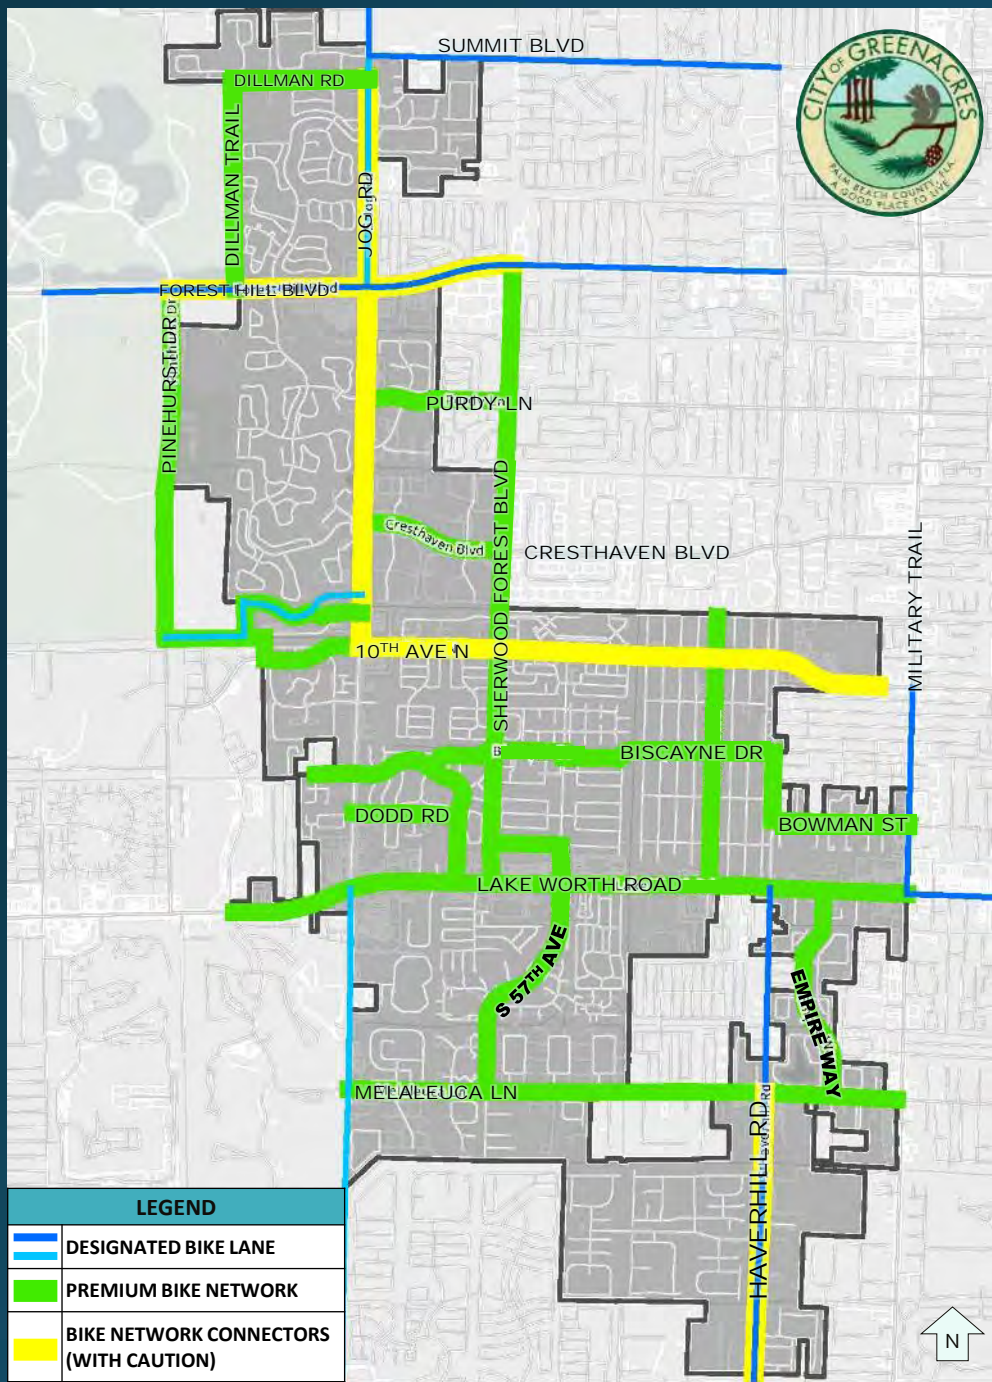 SUMMIT BLVD
CITY OF GREENACRES
PALM BEACH COUNTY, FLA.
A GOOD PLACE TO LIVE
DILLMAN RD
DILLMAN TRAIL
JOG RD
FOREST HILL BLVD
PINEHURST DR
PURDY LN
SHERWOOD FOREST BLVD
Cresthaven Blvd
CRESTHAVEN BLVD
MILITARY TRAIL
10TH AVE N
B
BISCAYNE DR
DODD RD
BOWMAN ST
LAKE WORTH ROAD
S 57TH AVE
EMPIRE WAY
MELALEUCA LN
HAVERHILL RD
LEGEND
DESIGNATED BIKE LANE
PREMIUM BIKE NETWORK
BIKE NETWORK CONNECTORS
(WITH CAUTION)
N